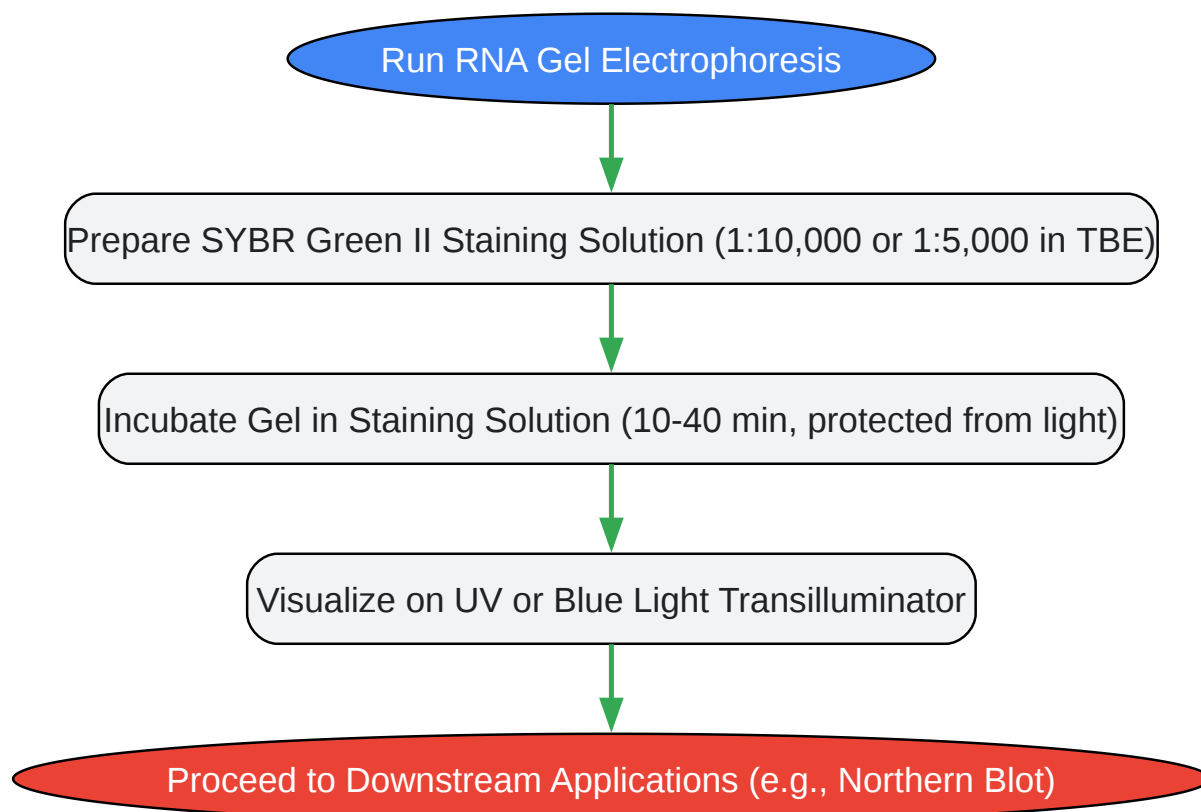 Run RNA Gel Electrophoresis
Prepare SYBR Green II Staining Solution (1:10,000 or 1:5,000 in TBE)
Incubate Gel in Staining Solution (10-40 min, protected from light)
Visualize on UV or Blue Light Transilluminator
Proceed to Downstream Applications (e.g., Northern Blot)